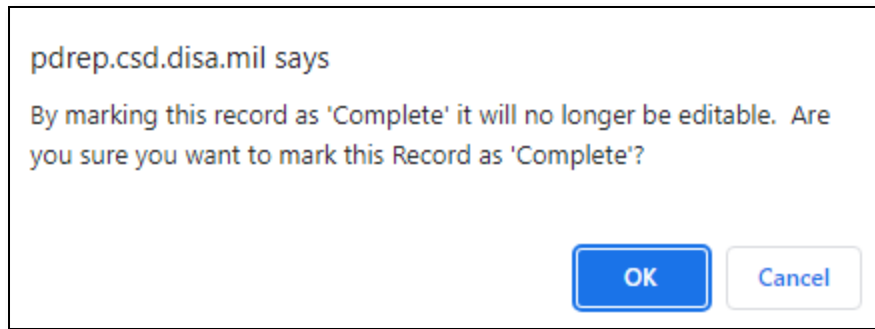 pdrep.csd.disa.mil says
By marking this record as 'Complete' it will no longer be editable.  Are
you sure you want to mark this Record as 'Complete'?
OK
Cancel